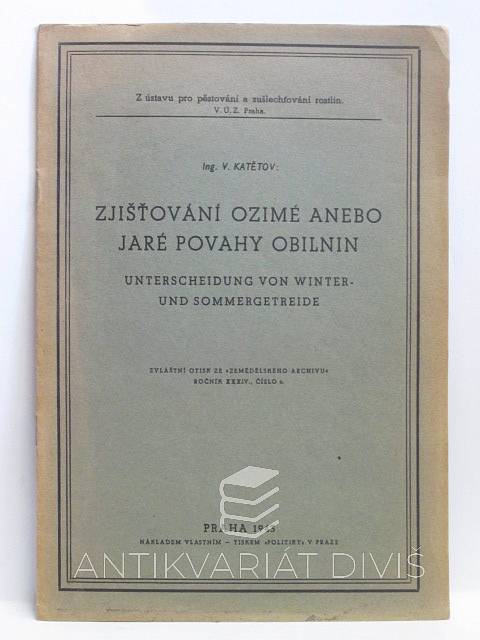 Z ústavu pro pěstování a zušlechťování rostlin.
V. Ú. Z. Praha.
Ing. V. KATĚTOV:
ZJIŠŤOVÁNÍ OZIMÉ ANEBO
JARÉ POVAHY OBILNIN
UNTERSCHEIDUNG VON WINTER-
UND SOMMERGETREIDE
ZVLÁŠTNÍ OTISK ZE »ZEMĚDĚLSKÉHO ARCHIVU«
ROČNÍK XXXIV., ČÍSLO 6.
PRAHA
NÁKLADEM VLASTNÍM — TISKEM »POLITIKY« V PRAZE
ANTIKVARIÁT DIVIŠ